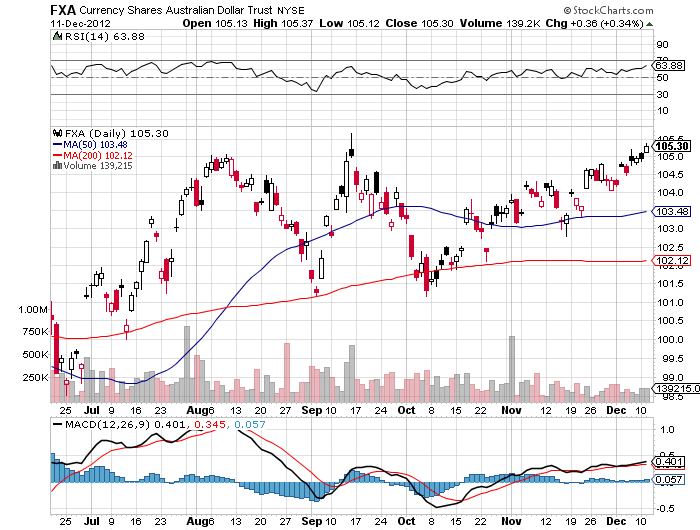 FXA Currency Shares Australian Dollar Trust NYSE © StockCharts.com
11-Dec-2012 Open 105.13 High 105.37 Low 105.12 Close 105.30 Volume 139.2K Chg +0.36 (+0.34%)
RSI(14) 63.88
90
70
63.88
50
30
10
FXA (Daily) 105.30
MA(50) 103.48
MA(200) 102.12
Volume 139,215
105.5
105.30
105.0
104.5
104.0
103.48
103.0
102.5
102.12
101.5
101.0
100.5
100.0
99.5
99.0
98.5
139215.0
1.00M
750K
500K
250K
25 Jul 9 16 23 Aug 6 13 20 27 Sep 10 17 24 Oct 8 15 22 Nov 12 19 26 Dec 10
MACD(12,26,9) 0.401, 0.345, 0.057
1.0
0.401
0.057
-0.5
25 Jul 9 16 23 Aug 6 13 20 27 Sep 10 17 24 Oct 8 15 22 Nov 12 19 26 Dec 10